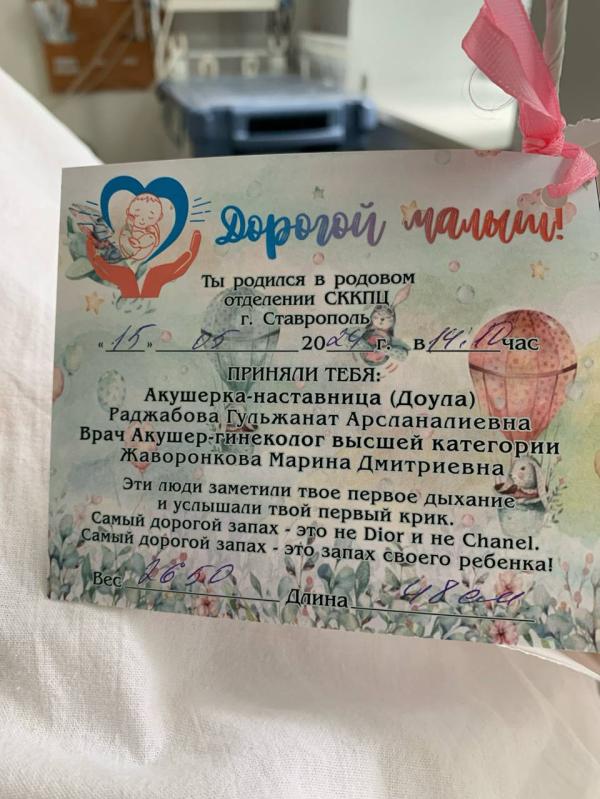 Дорогой малыш!
Ты родился в родовом
отделении СККПЦ
г. Ставрополь
«15» 05 2024 г. в 14:10 час
ПРИНЯЛИ ТЕБЯ:
Акушерка-наставница (Доула)
Раджабова Гульжанат Арсланалиевна
Врач Акушер-гинеколог высшей категории
Жаворонкова Марина Дмитриевна
Эти люди заметили твое первое дыхание
и услышали твой первый крик.
Самый дорогой запах - это не Dior и не Chanel.
Самый дорогой запах - это запах своего ребенка!
Вес 2650 Длина 48 см